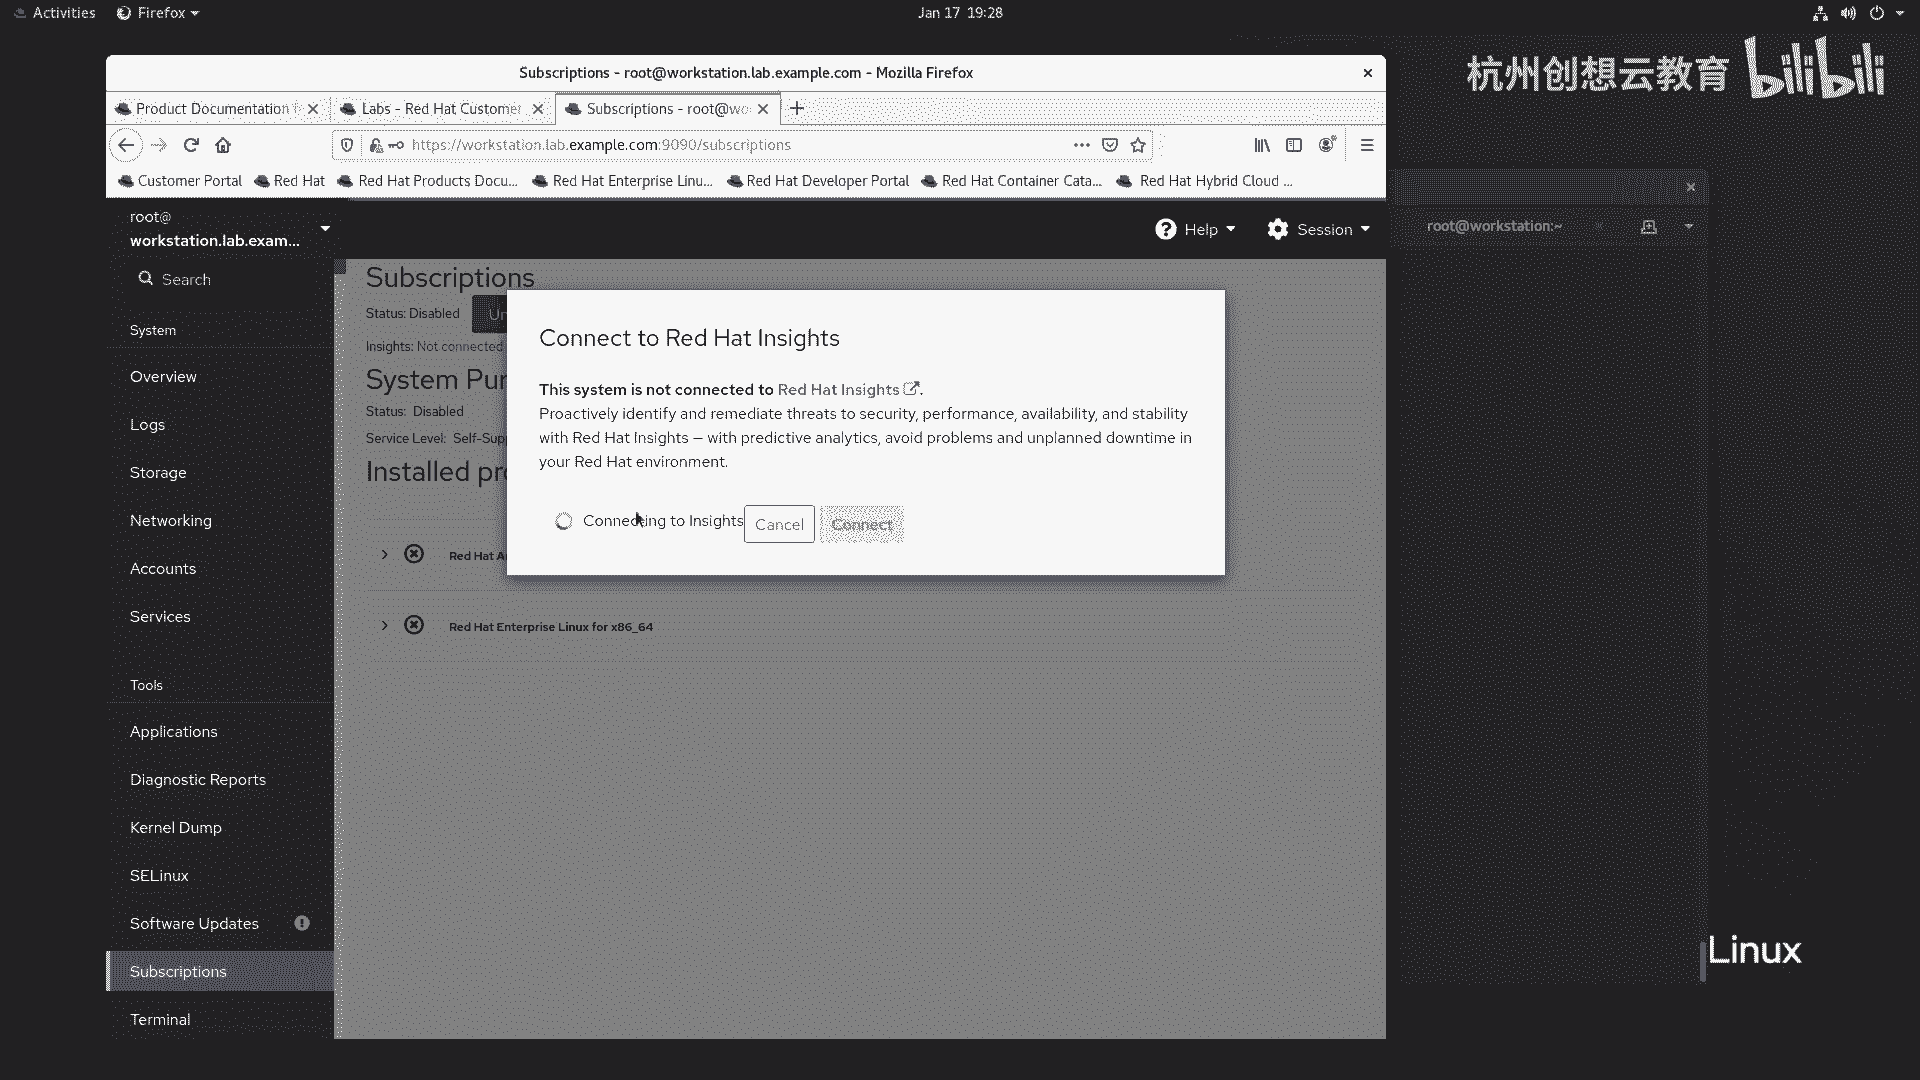 Activities
Firefox
Jan 17 19:28
杭州创想云教育 bilibili
Subscriptions - root@workstation.lab.example.com - Mozilla Firefox
Product Documentation
Labs - Red Hat Customer
Subscriptions - root@wo
https://workstation.lab.example.com:9090/subscriptions
Customer Portal
Red Hat
Red Hat Products Docu...
Red Hat Enterprise Linu...
Red Hat Developer Portal
Red Hat Container Cata...
Red Hat Hybrid Cloud ...
root@
workstation.lab.exam...
Help
Session
root@workstation:~
Search
System
Overview
Logs
Storage
Networking
Accounts
Services
Tools
Applications
Diagnostic Reports
Kernel Dump
SELinux
Software Updates
Subscriptions
Terminal
Subscriptions
Status: Disabled
Un
Insights: Not connected
System Pur
Status: Disabled
Service Level: Self-Supp
Installed pro
Red Hat A
Red Hat Enterprise Linux for x86_64
Connect to Red Hat Insights
This system is not connected to Red Hat Insights.
Proactively identify and remediate threats to security, performance, availability, and stability
with Red Hat Insights — with predictive analytics, avoid problems and unplanned downtime in
your Red Hat environment.
Connecting to Insights
Cancel
Connect
Linux